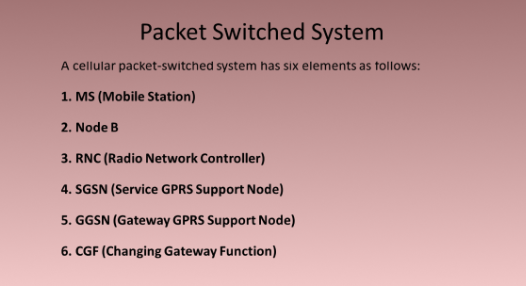 Packet Switched System
A cellular packet-switched system has six elements as follows:
1. MS (Mobile Station)
2. Node B
3. RNC (Radio Network Controller)
4. SGSN (Service GPRS Support Node)
5. GGSN (Gateway GPRS Support Node)
6. CGF (Changing Gateway Function)